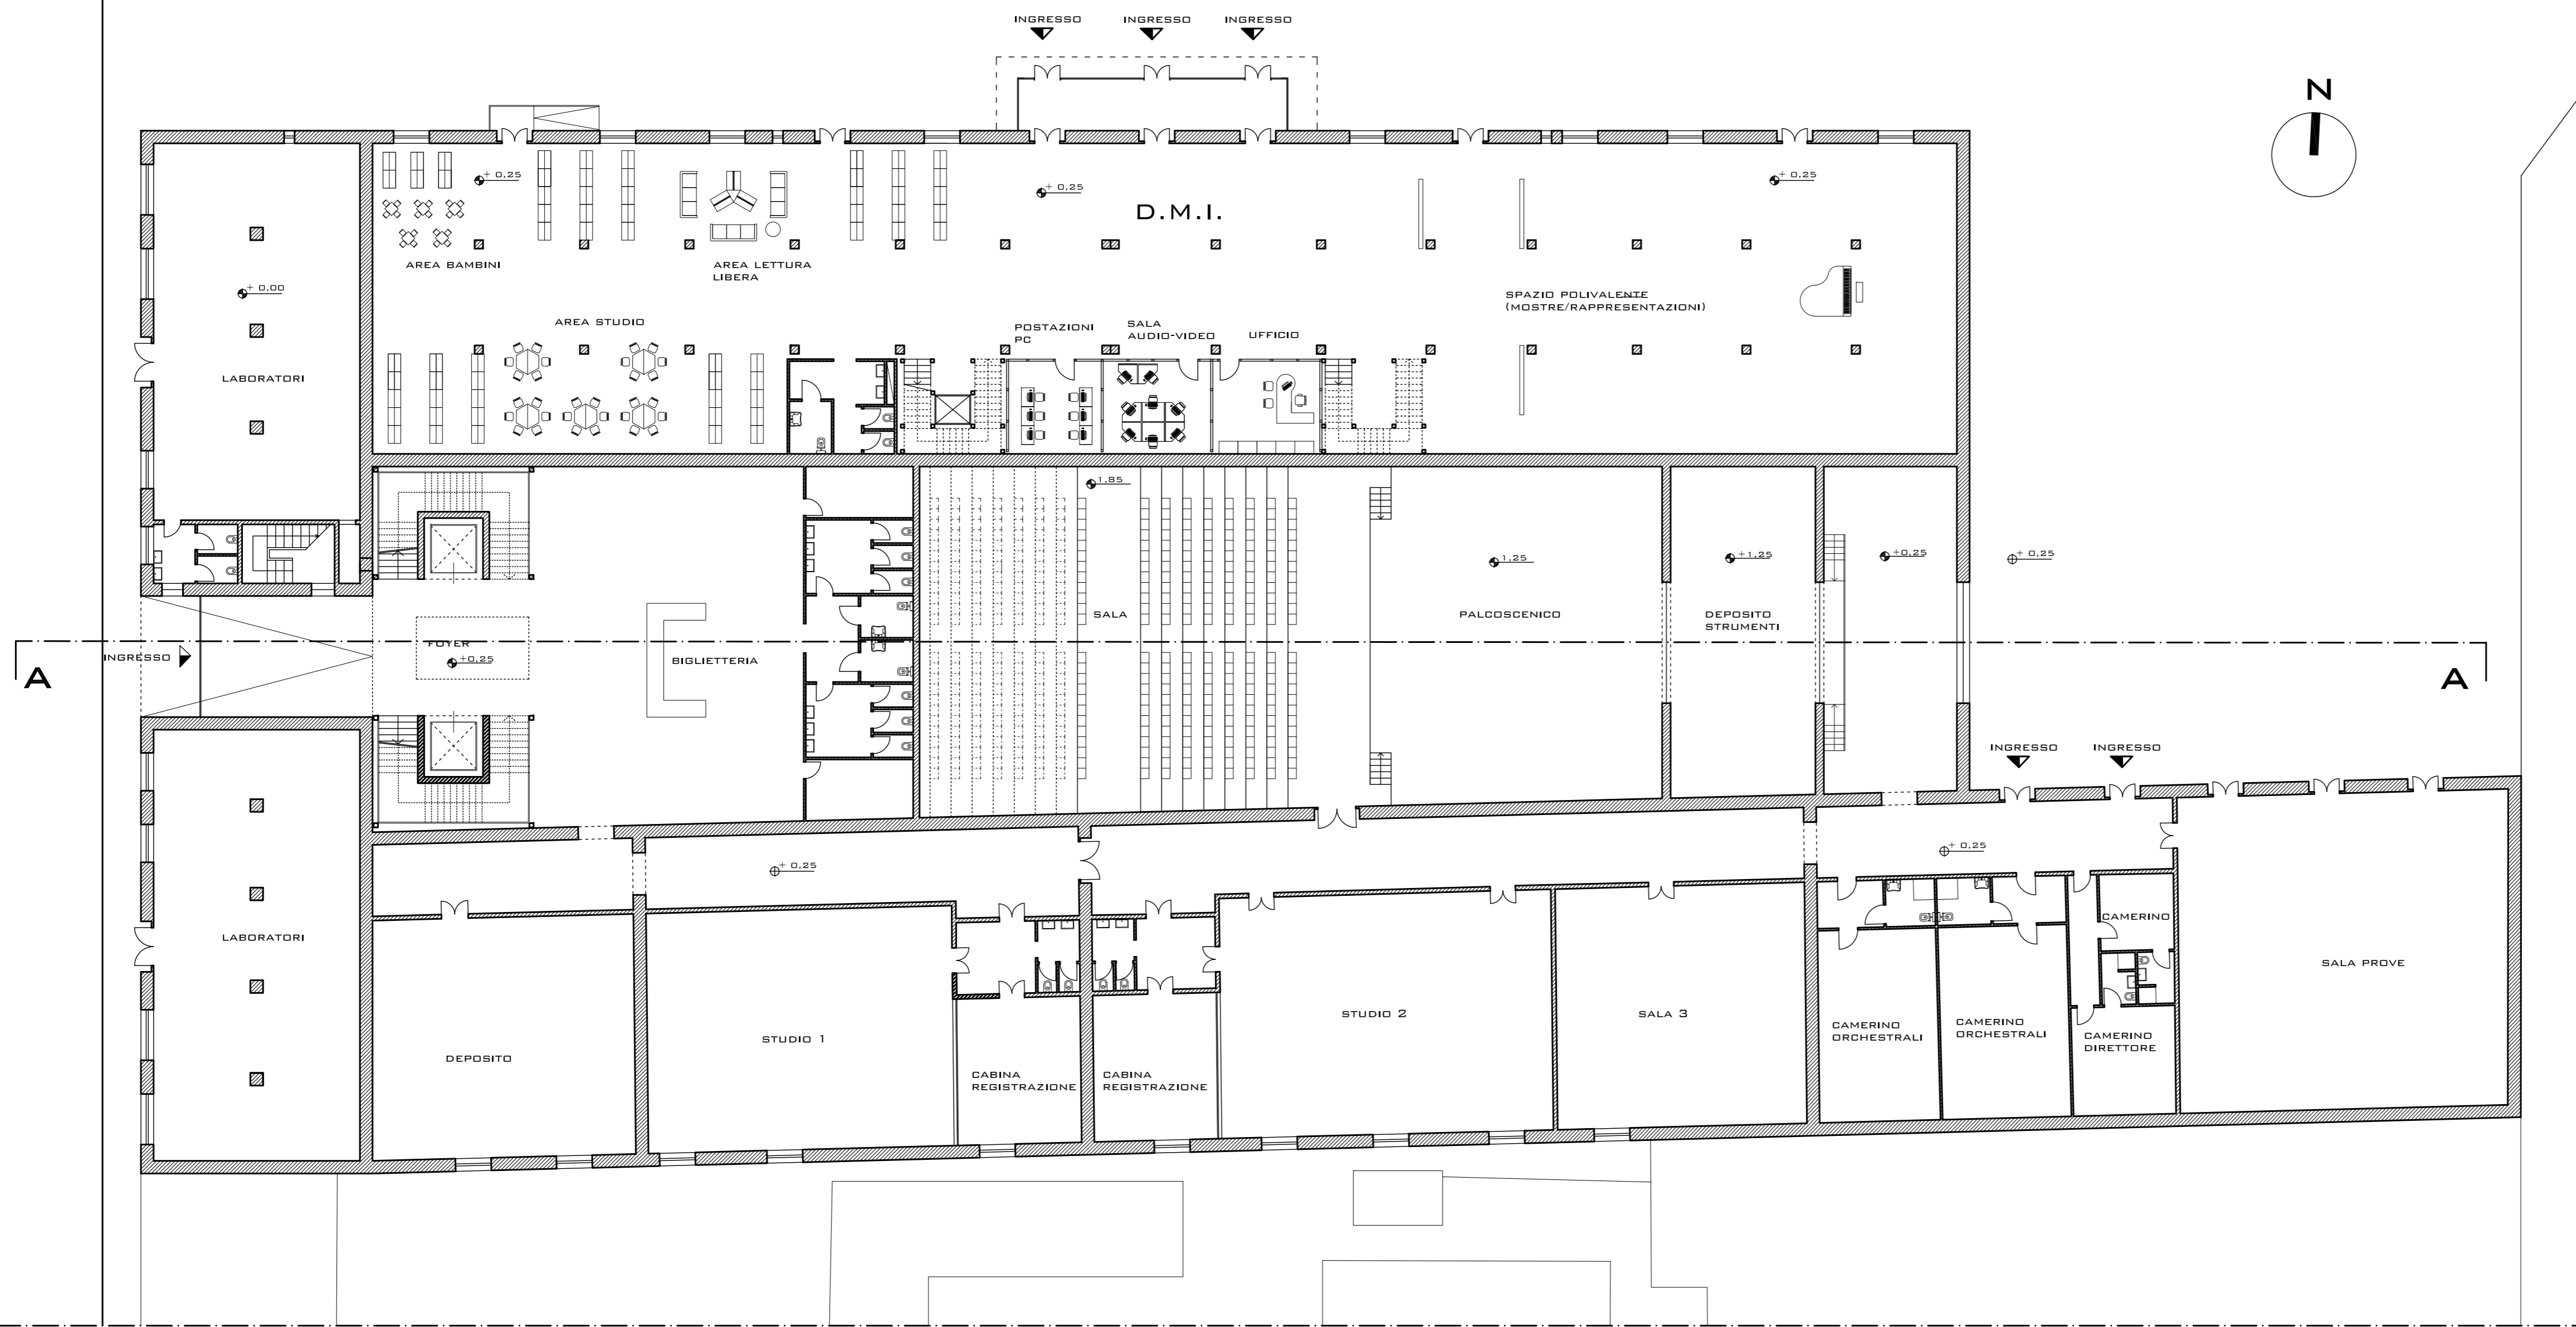 INGRESSO INGRESSO INGRESSO
N
+ 0,25
+ 0,25
+ 0,25
D.M.I.
AREA BAMBINI
AREA LETTURA
LIBERA
+ 0,00
SPAZIO POLIVALENTE
(MOSTRE/RAPPRESENTAZIONI)
AREA STUDIO
POSTAZIONI
PC
SALA
AUDIO-VIDEO
UFFICIO
LABORATORI
1,85
1,25
+1,25
+0,25
+ 0,25
SALA
PALCOSCENICO
DEPOSITO
STRUMENTI
FOYER
+0,25
INGRESSO
BIGLIETTERIA
A
A
INGRESSO INGRESSO
+ 0,25
+ 0,25
CAMERINO
LABORATORI
SALA PROVE
STUDIO 1
STUDIO 2
SALA 3
CAMERINO
ORCHESTRALI
CAMERINO
ORCHESTRALI
CAMERINO
DIRETTORE
DEPOSITO
CABINA
REGISTRAZIONE
CABINA
REGISTRAZIONE